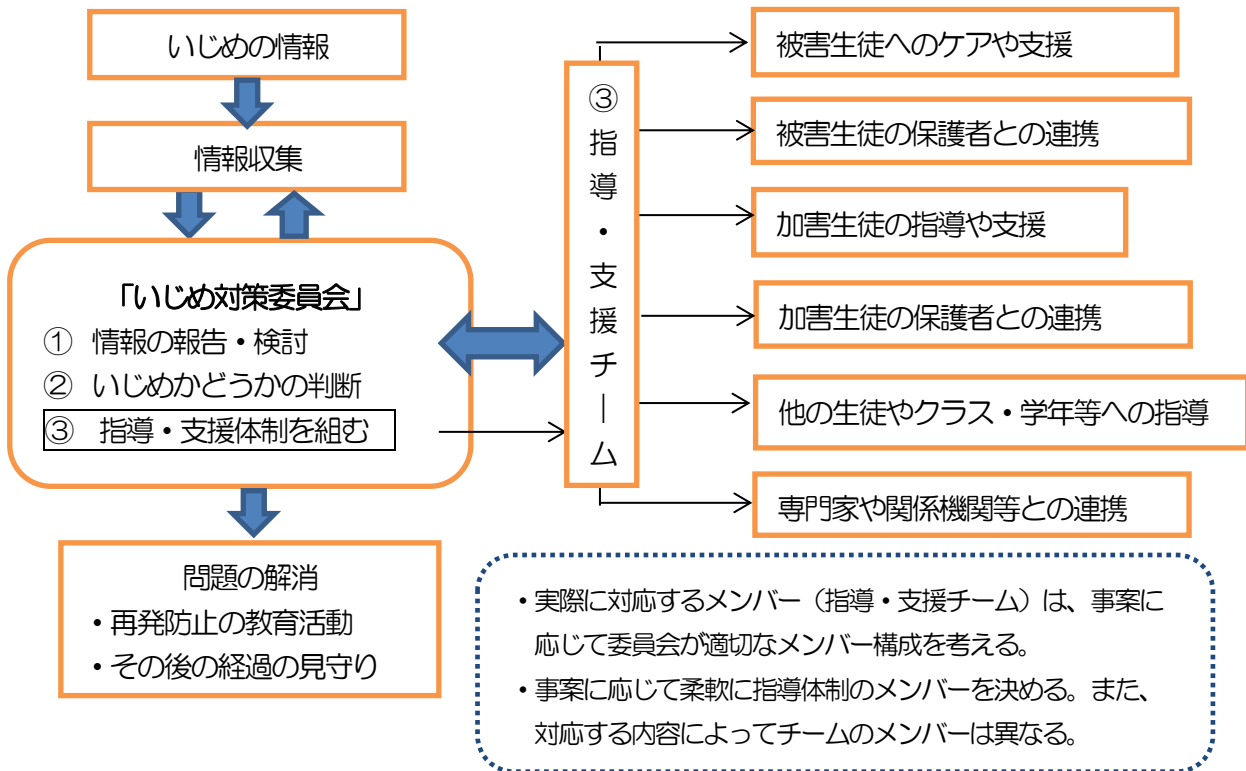 いじめの情報
情報収集
「いじめ対策委員会」
① 情報の報告・検討
② いじめかどうかの判断
③ 指導・支援体制を組む
問題の解消
・再発防止の教育活動
・その後の経過の見守り
③指導・支援チーム
被害生徒へのケアや支援
被害生徒の保護者との連携
加害生徒の指導や支援
加害生徒の保護者との連携
他の生徒やクラス・学年等への指導
専門家や関係機関等との連携
・実際に対応するメンバー（指導・支援チーム）は、事案に
応じて委員会が適切なメンバー構成を考える。
・事案に応じて柔軟に指導体制のメンバーを決める。また、
対応する内容によってチームのメンバーは異なる。